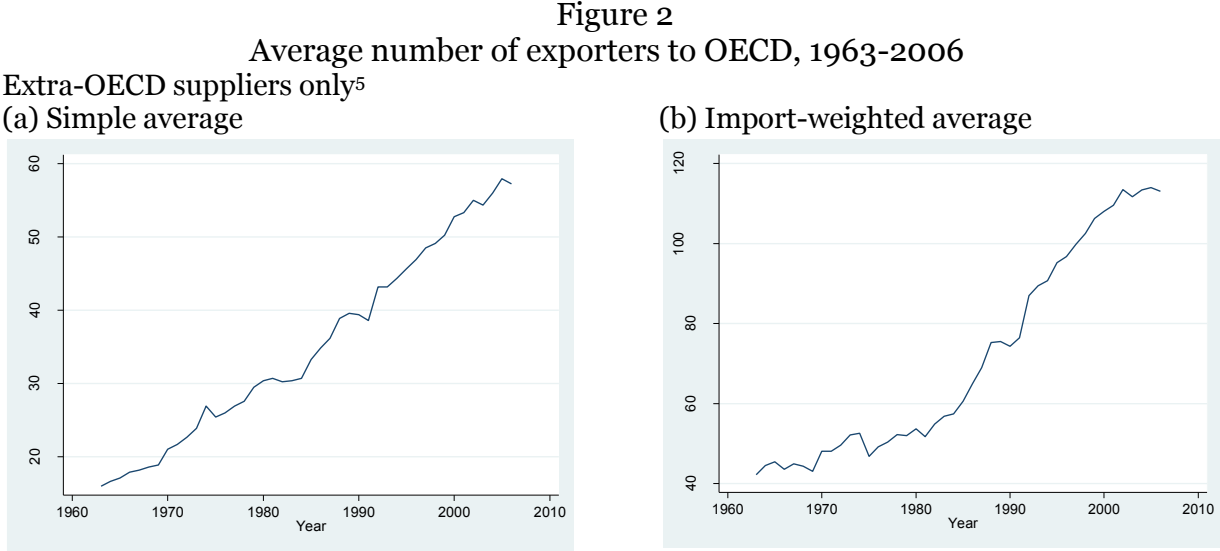 Figure 2
Average number of exporters to OECD, 1963-2006
Extra-OECD suppliers only5
(a) Simple average
60
50
40
30
20
1960 1970 1980 1990 2000 2010
Year
(b) Import-weighted average
120
100
80
60
40
1960 1970 1980 1990 2000 2010
Year